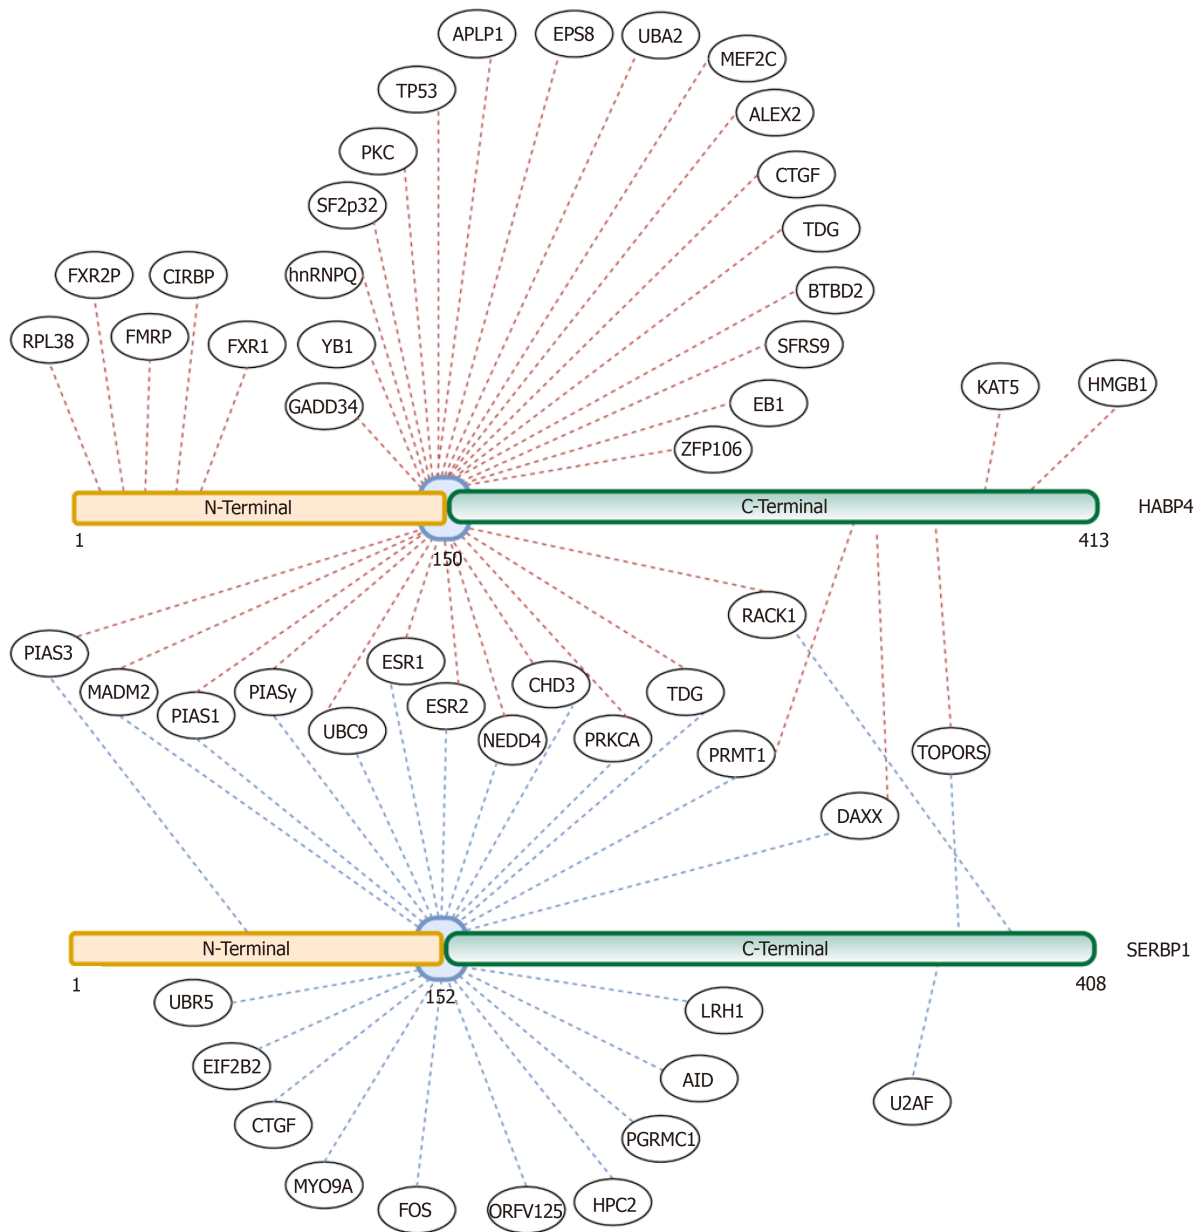 APLP1
EPS8
UBA2
MEF2C
TP53
ALEX2
PKC
CTGF
SF2p32
TDG
FXR2P
CIRBP
hnRNPQ
BTBD2
RPL38
FMRP
FXR1
YB1
SFRS9
KAT5
HMGB1
GADD34
EB1
ZFP106
N-Terminal
C-Terminal
HABP4
1
150
413
RACK1
PIAS3
MADM2
PIAS1
PIASy
UBC9
ESR1
ESR2
NEDD4
CHD3
PRKCA
TDG
PRMT1
TOPORS
DAXX
N-Terminal
C-Terminal
SERBP1
1
152
408
UBR5
LRH1
EIF2B2
AID
U2AF
CTGF
PGRMC1
MYO9A
FOS
ORFV125
HPC2